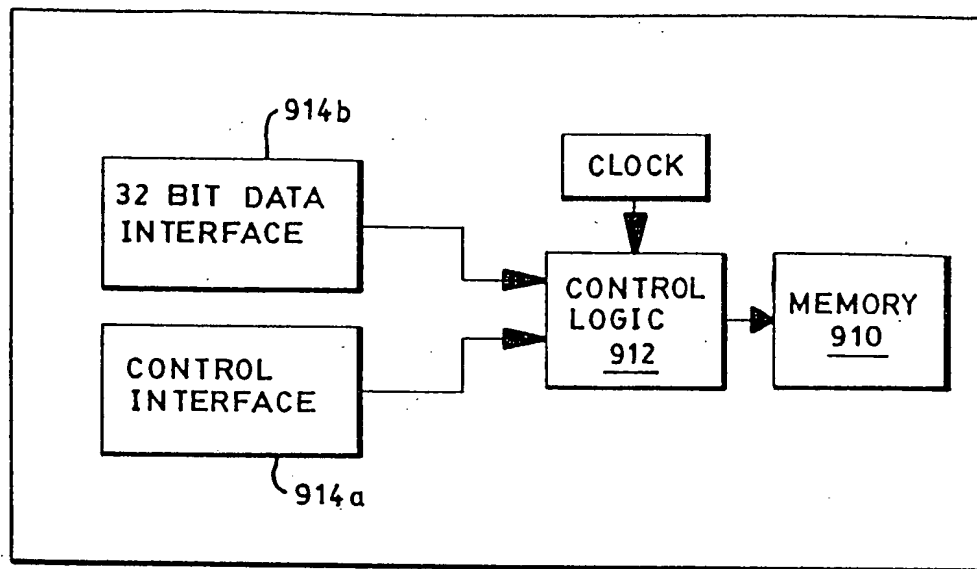 914b
32 BIT DATA
INTERFACE
CLOCK
CONTROL
LOGIC
912
MEMORY
910
CONTROL
INTERFACE
914a